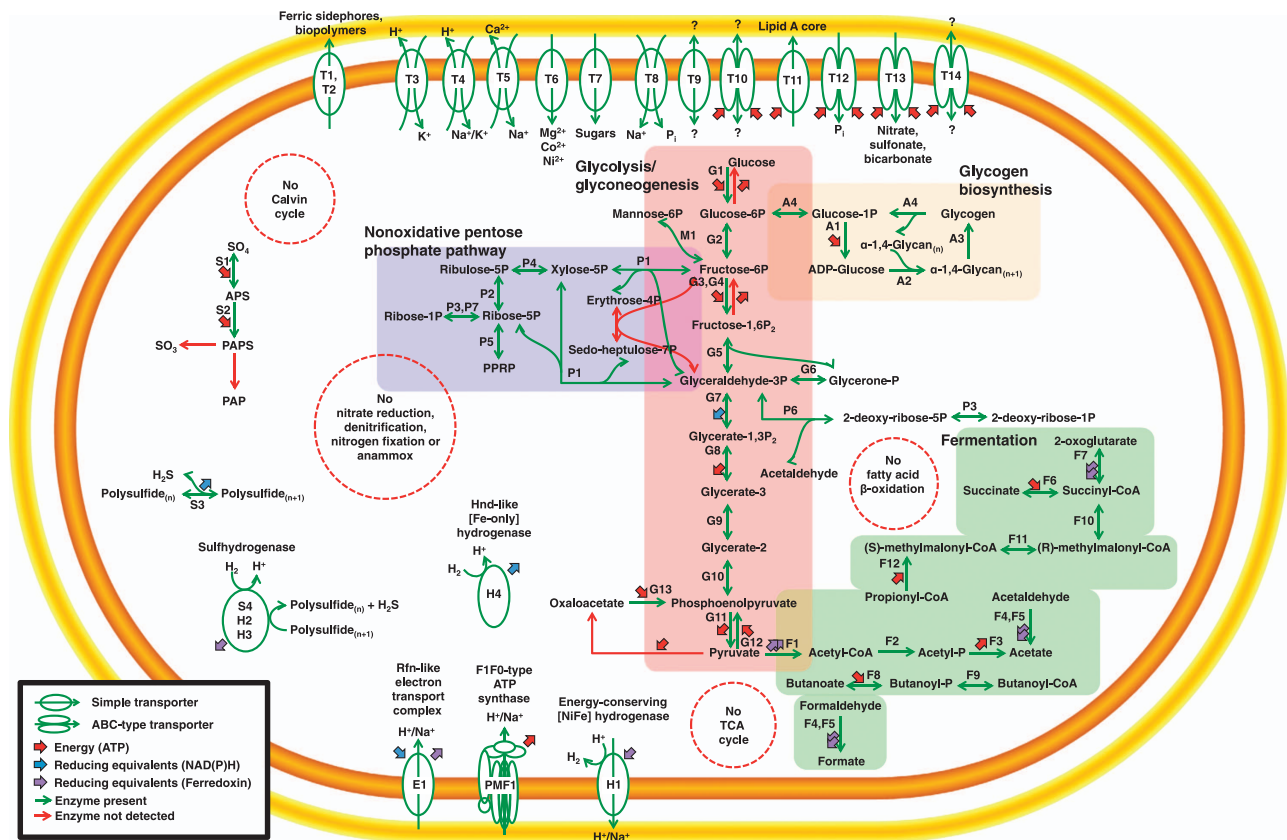 Ferric sidephores,
biopolymers
H⁺
H⁺
Ca²⁺
?
?
Lipid A core
?
T1,
T2
T3
T4
T5
T6
T7
T8
T9
T10
T11
T12
T13
T14
K⁺
Na⁺/K⁺
Na⁺
Mg²⁺
Co²⁺
Ni²⁺
Sugars
Na⁺
Pᵢ
?
?
Pᵢ
Nitrate,
sulfonate,
bicarbonate
?
No
Calvin
cycle
Glycolysis/
glyconeogenesis
Glucose
G1
Glucose-6P
Mannose-6P
M1
G2
Fructose-6P
G3,G4
Fructose-1,6P₂
G5
Glyceraldehyde-3P
G6
Glycerone-P
G7
Glycerate-1,3P₂
G8
Glycerate-3
G9
Glycerate-2
G10
Phosphoenolpyruvate
G11
G12
Pyruvate
G13
Oxaloacetate
Glycogen
biosynthesis
A4
Glucose-1P
A4
Glycogen
A1
α-1,4-Glycan₍ₙ₎
A3
ADP-Glucose
A2
α-1,4-Glycan₍ₙ₊₁₎
Nonoxidative pentose
phosphate pathway
Ribulose-5P
P4
Xylose-5P
P1
P2
Erythrose-4P
Ribose-1P
P3,P7
Ribose-5P
P5
Sedo-heptulose-7P
PPRP
P1
SO₄
S1
APS
S2
SO₃
PAPS
PAP
No
nitrate reduction,
denitrification,
nitrogen fixation or
anammox
P6
2-deoxy-ribose-5P
P3
2-deoxy-ribose-1P
Acetaldehyde
No
fatty acid
β-oxidation
Fermentation
2-oxoglutarate
F7
Succinate
F6
Succinyl-CoA
F10
(S)-methylmalonyl-CoA
F11
(R)-methylmalonyl-CoA
F12
Propionyl-CoA
Acetaldehyde
F4,F5
F1
Acetyl-CoA
F2
Acetyl-P
F3
Acetate
Butanoate
F8
Butanoyl-P
F9
Butanoyl-CoA
Formaldehyde
F4,F5
Formate
No
TCA
cycle
H₂S
Polysulfide₍ₙ₎
S3
Polysulfide₍ₙ₊₁₎
Sulfhydrogenase
H₂
H⁺
S4
H2
H3
Polysulfide₍ₙ₎ + H₂S
Polysulfide₍ₙ₊₁₎
Hnd-like
[Fe-only]
hydrogenase
H⁺
H₂
H4
Rfn-like
electron
transport
complex
H⁺/Na⁺
E1
F1F0-type
ATP
synthase
H⁺/Na⁺
PMF1
Energy-conserving
[NiFe] hydrogenase
H⁺
H₂
H1
H⁺/Na⁺
Simple transporter
ABC-type transporter
Energy (ATP)
Reducing equivalents (NAD(P)H)
Reducing equivalents (Ferredoxin)
Enzyme present
Enzyme not detected